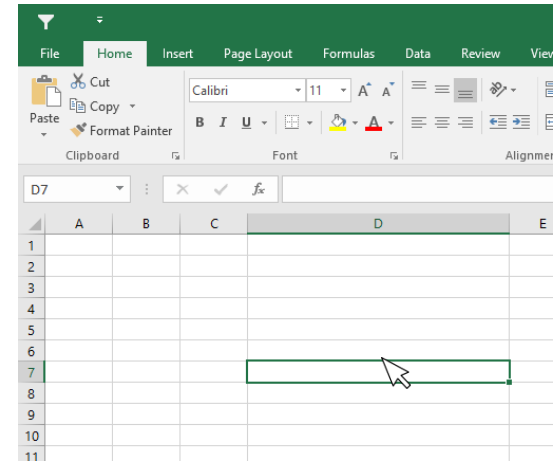 File Home Insert Page Layout Formulas Data Review View
Cut
Copy
Paste
Format Painter
Clipboard
Calibri 11 A A
B I U A
Font
Alignmen
D7 fx
A B C D E
1
2
3
4
5
6
7
8
9
10
11